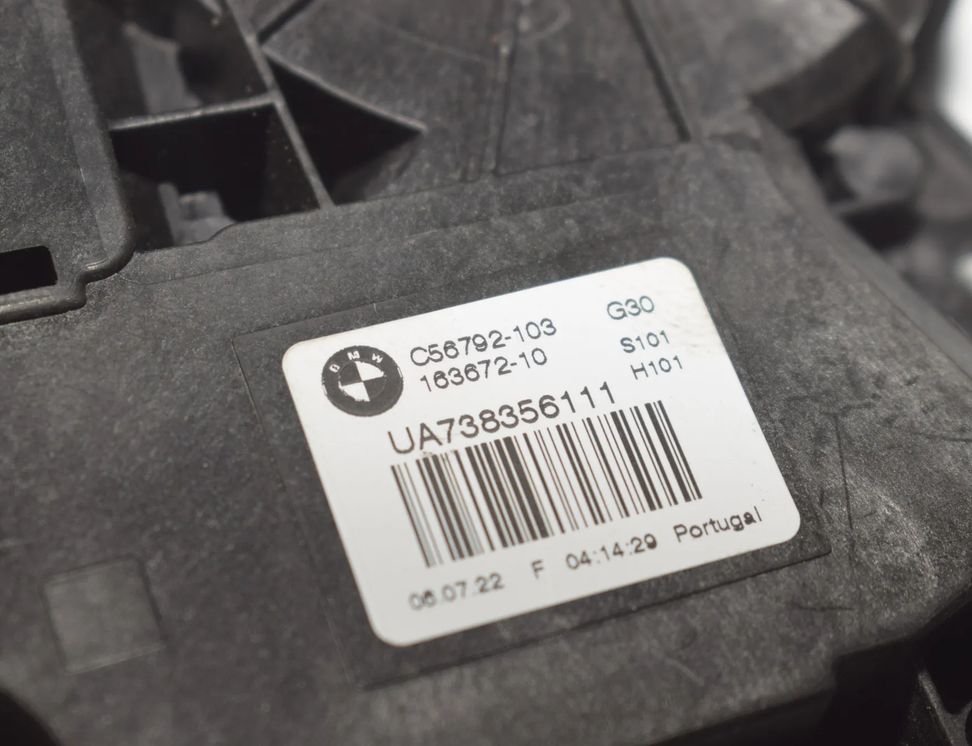 BMW
C56792-103
163672-10
G30
S101
H101
UA738356111
06.07.22 F 04:14:29 Portugal